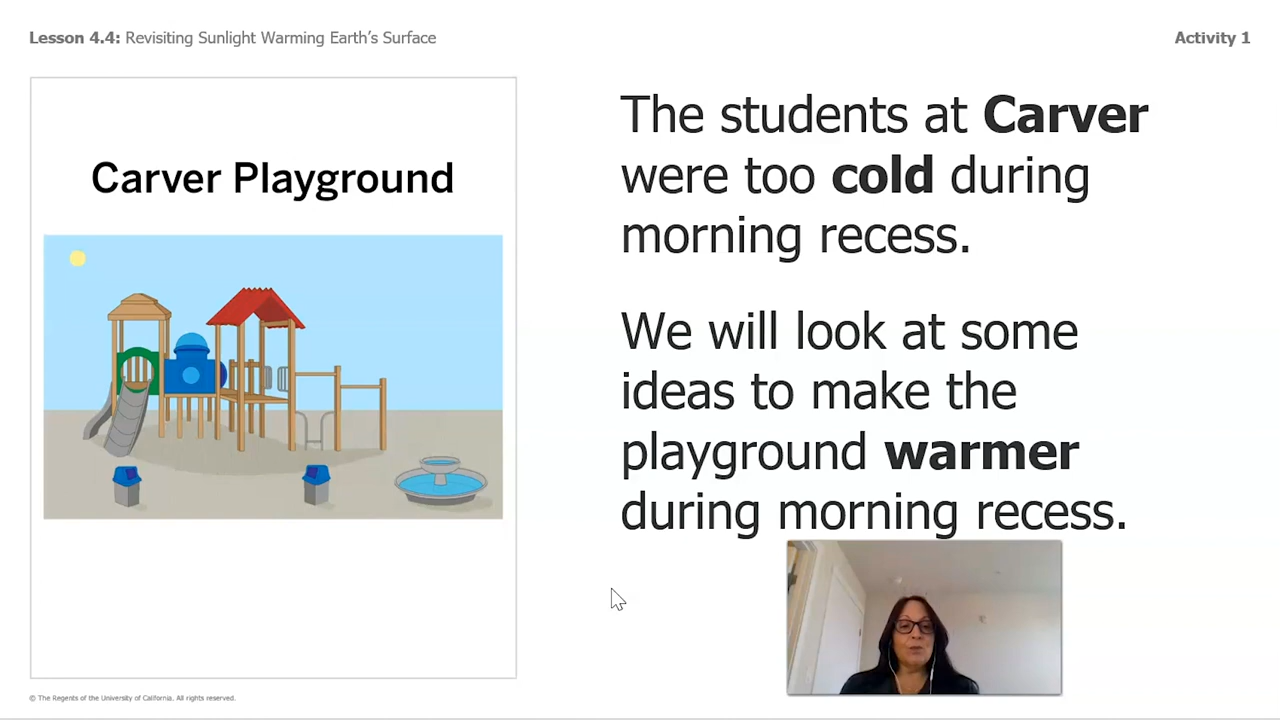 Lesson 4.4: Revisiting Sunlight Warming Earth's Surface
Activity 1
Carver Playground
The students at Carver
were too cold during
morning recess.
We will look at some
ideas to make the
playground warmer
during morning recess.
© The Regents of the University of California. All rights reserved.